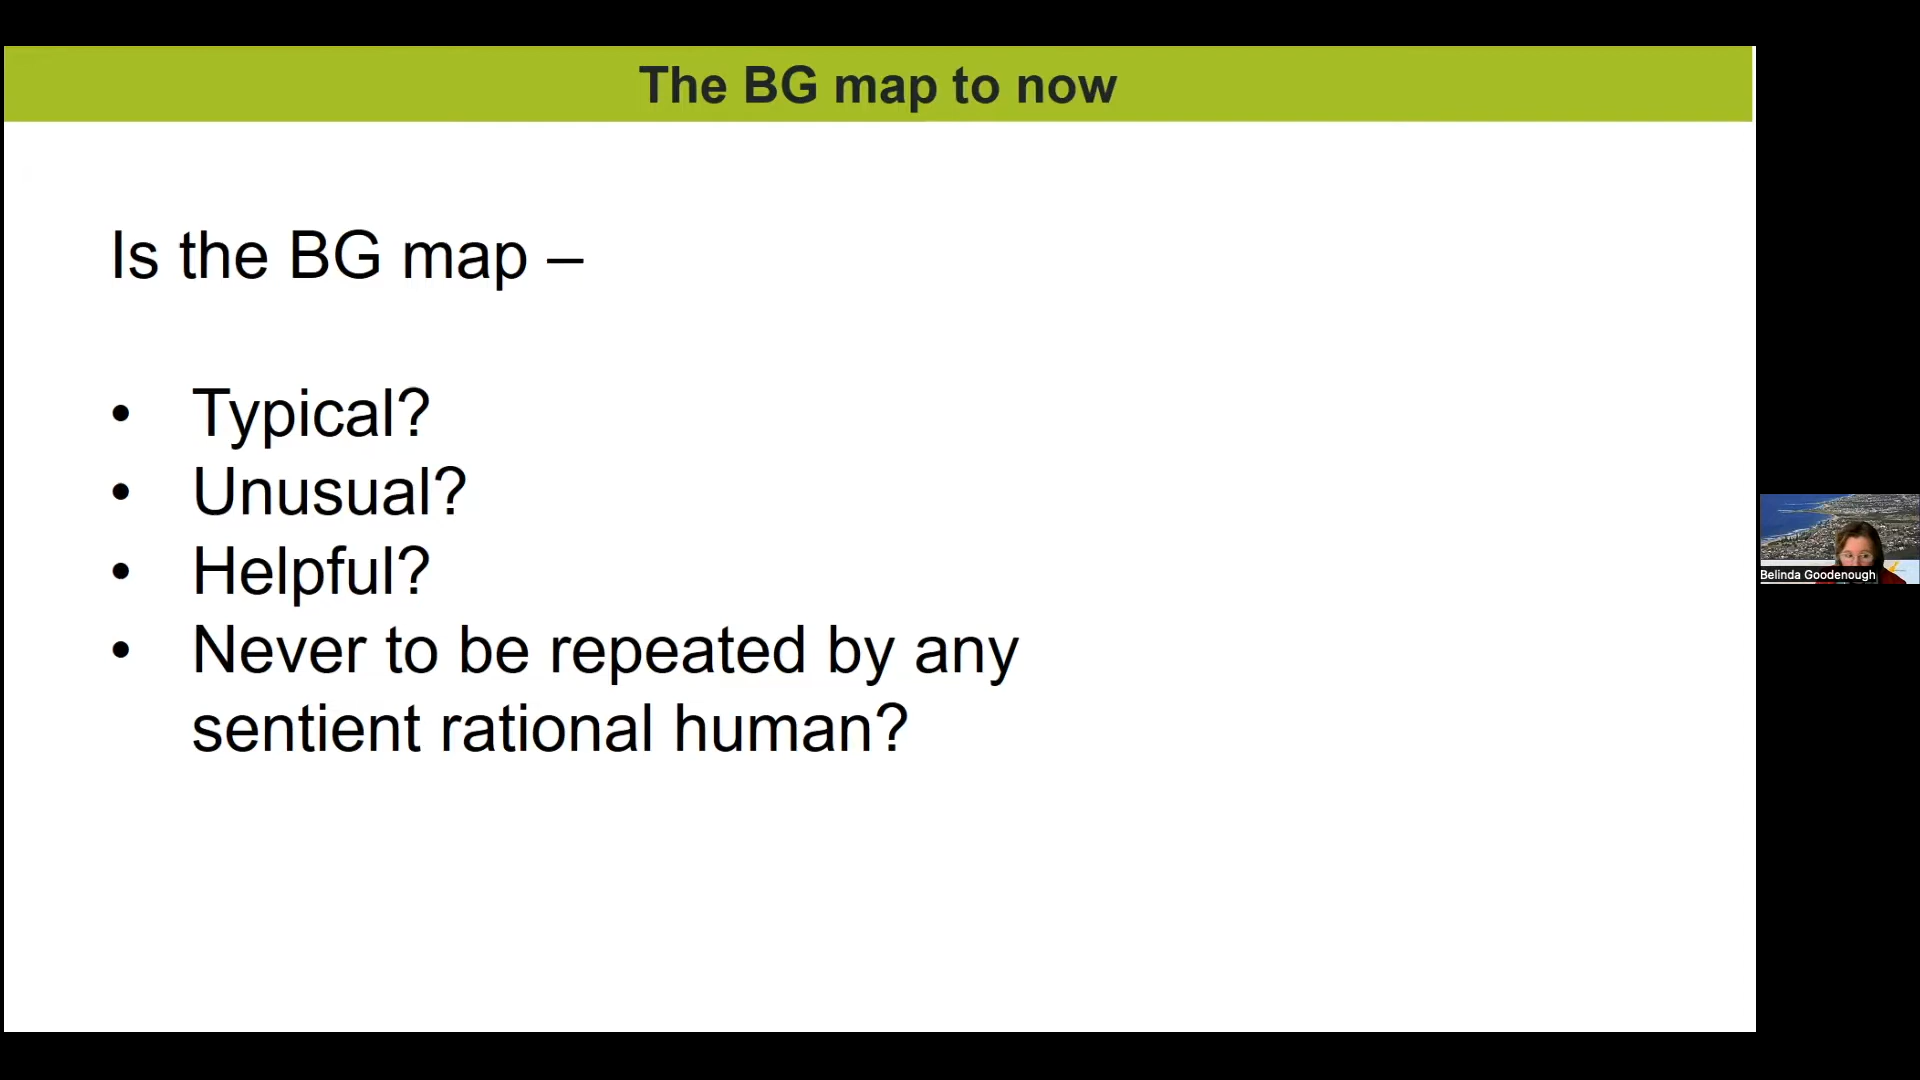 The BG map to now
Is the BG map –
• Typical?
• Unusual?
• Helpful?
• Never to be repeated by any
sentient rational human?
Belinda Goodenough